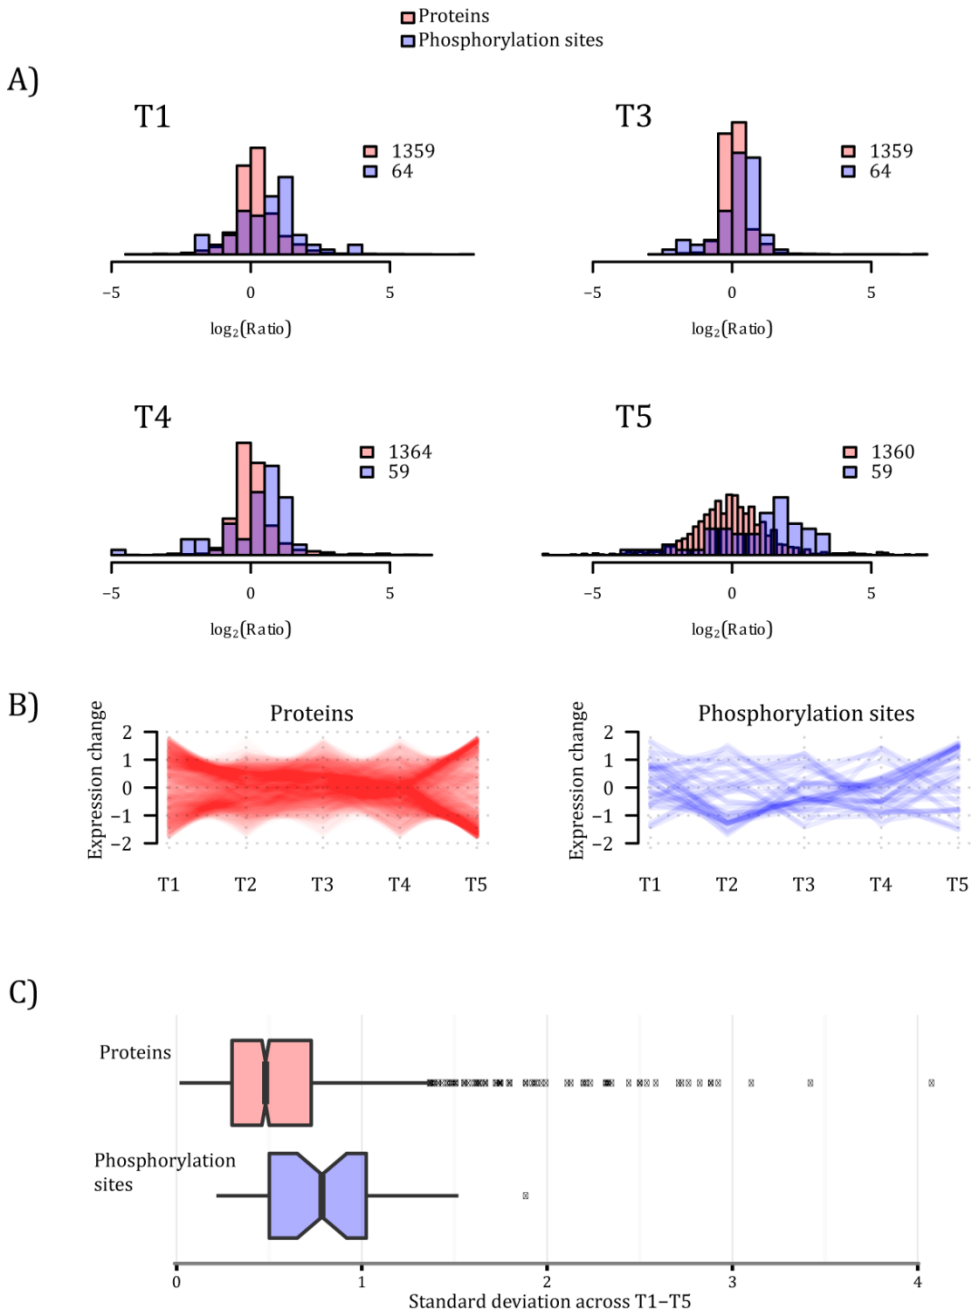 Proteins
Phosphorylation sites
A)
T1
1359
64
−5 0 5
log₂(Ratio)
T3
1359
64
−5 0 5
log₂(Ratio)
T4
1364
59
−5 0 5
log₂(Ratio)
T5
1360
59
−5 0 5
log₂(Ratio)
B)
Proteins
Expression change
2
1
0
−1
−2
T1 T2 T3 T4 T5
Phosphorylation sites
Expression change
2
1
0
−1
−2
T1 T2 T3 T4 T5
C)
Proteins
Phosphorylation
sites
0 1 2 3 4
Standard deviation across T1−T5